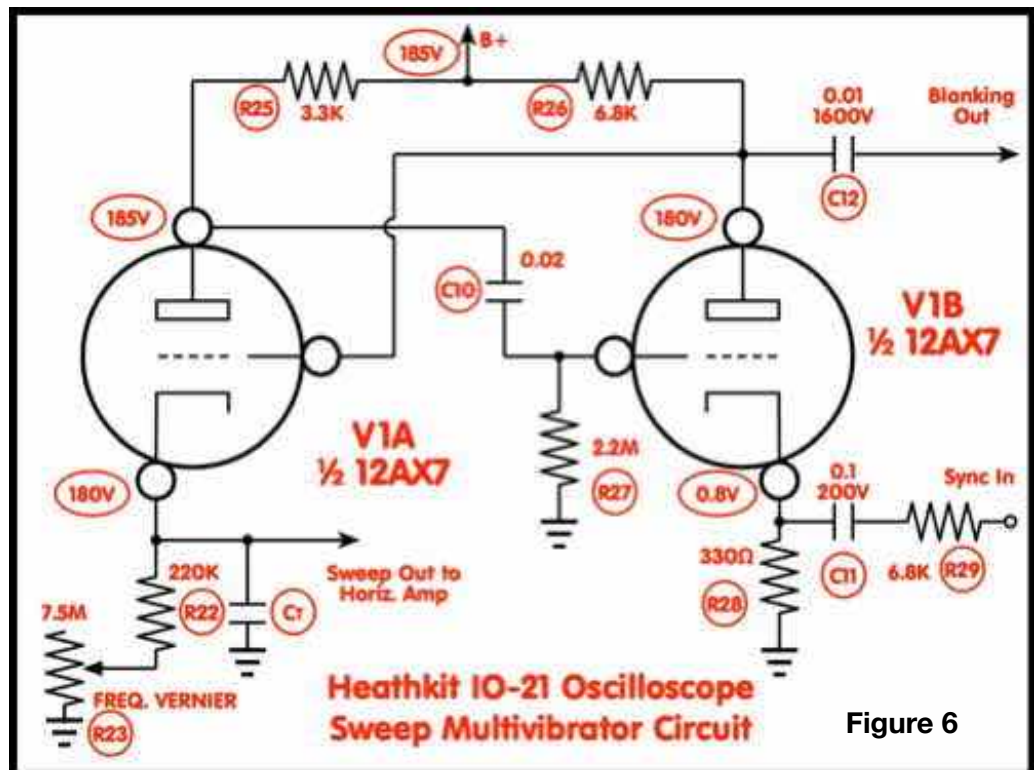 185V
B+
R25
3.3K
R26
6.8K
0.01
1600V
Blanking
Out
C12
185V
180V
0.02
C10
V1B
½ 12AX7
V1A
½ 12AX7
2.2M
R27
180V
0.8V
0.1
200V
Sync In
C11
6.8K
R29
330Ω
R28
220K
R22
CT
Sweep Out to
Horiz. Amp
7.5M
FREQ. VERNIER
R23
Heathkit IO-21 Oscilloscope
Sweep Multivibrator Circuit
Figure 6